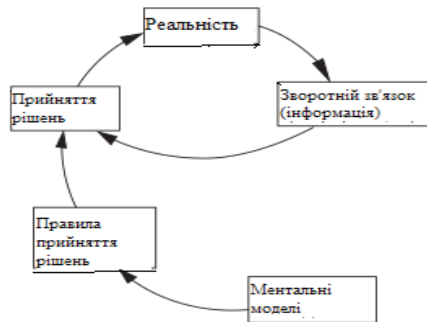 Реальність
Прийняття
рішень
Зворотній зв'язок
(інформація)
Правила
прийняття
рішень
Ментальні
моделі